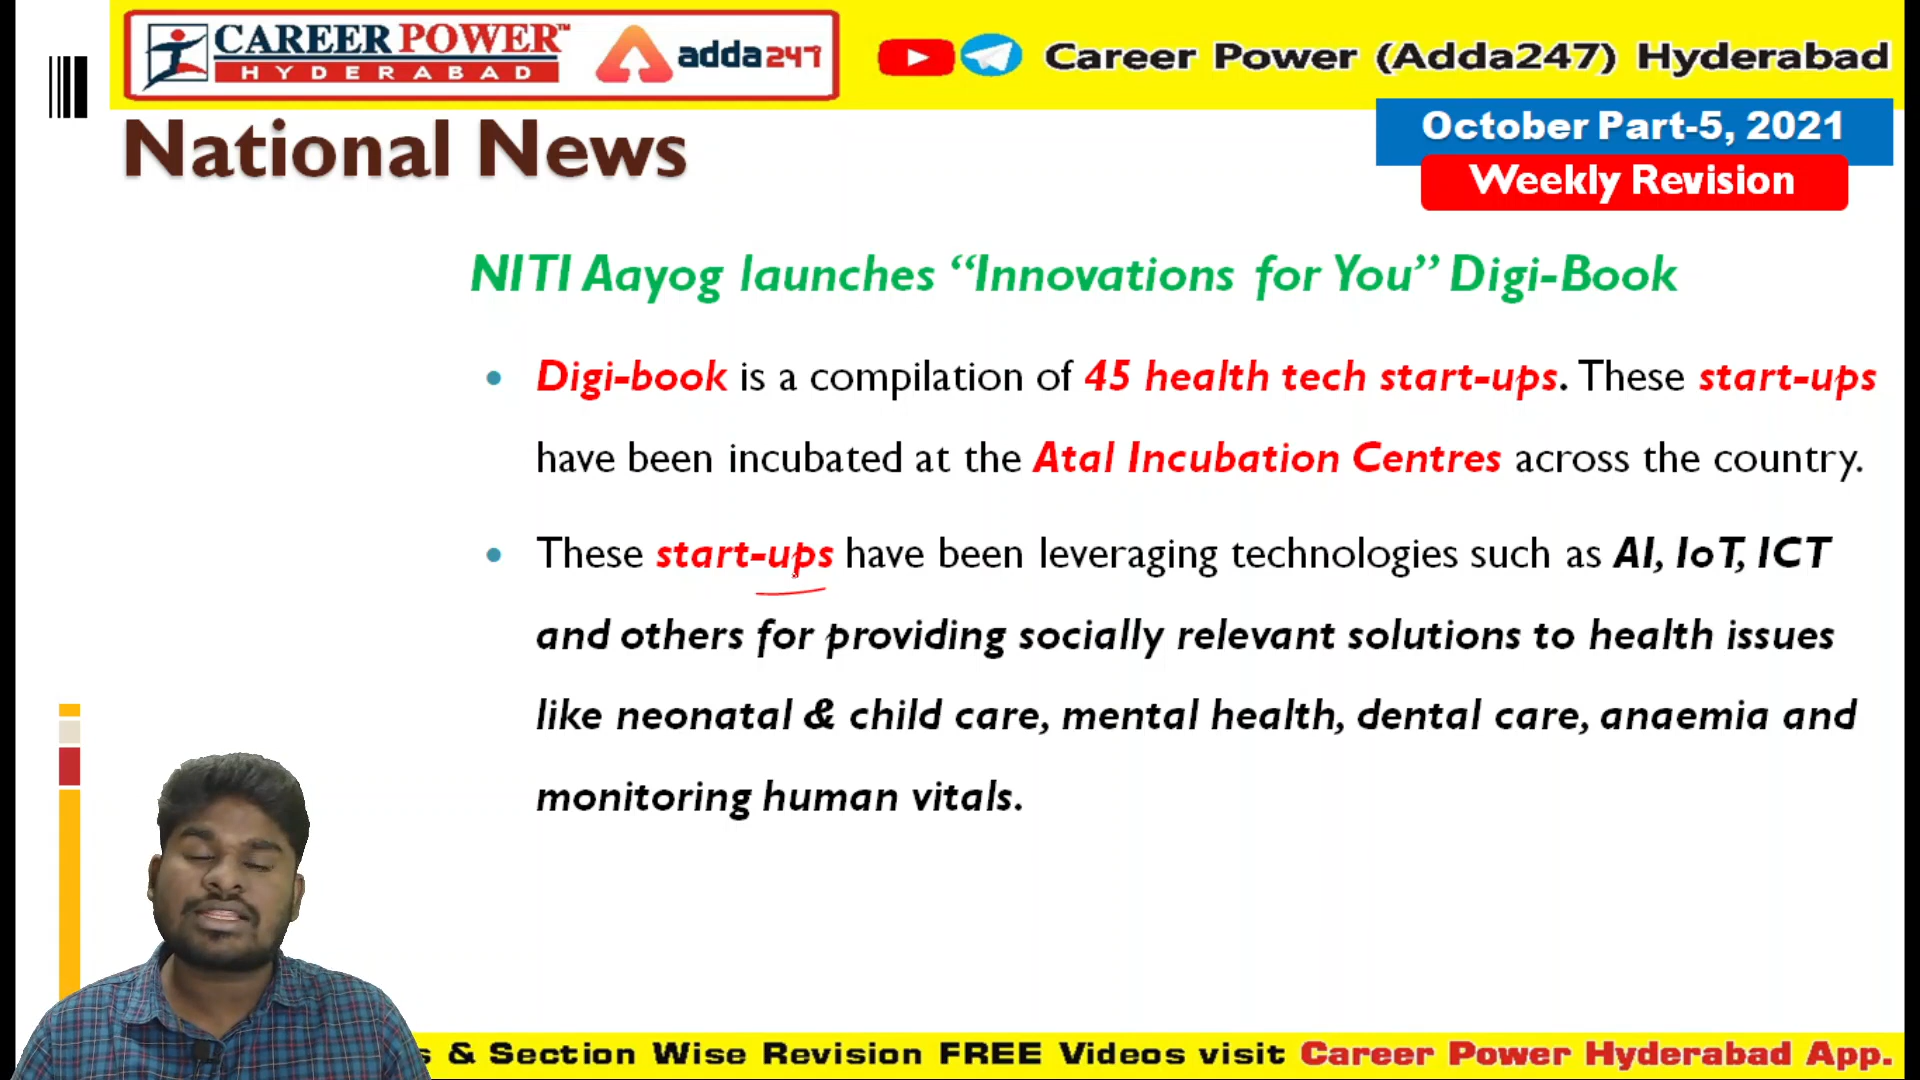 CAREER POWER™
HYDERABAD
adda247
Career Power (Adda247) Hyderabad
National News
October Part-5, 2021
Weekly Revision
NITI Aayog launches “Innovations for You” Digi-Book
• Digi-book is a compilation of 45 health tech start-ups. These start-ups
have been incubated at the Atal Incubation Centres across the country.
• These start-ups have been leveraging technologies such as AI, IoT, ICT
and others for providing socially relevant solutions to health issues
like neonatal & child care, mental health, dental care, anaemia and
monitoring human vitals.
& Section Wise Revision FREE Videos visit Career Power Hyderabad App.